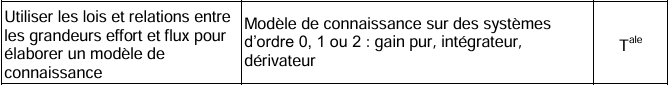 Utiliser les lois et relations entre
les grandeurs effort et flux pour
élaborer un modèle de
connaissance
Modèle de connaissance sur des systèmes
d'ordre 0, 1 ou 2 : gain pur, intégrateur,
dérivateur
Tale